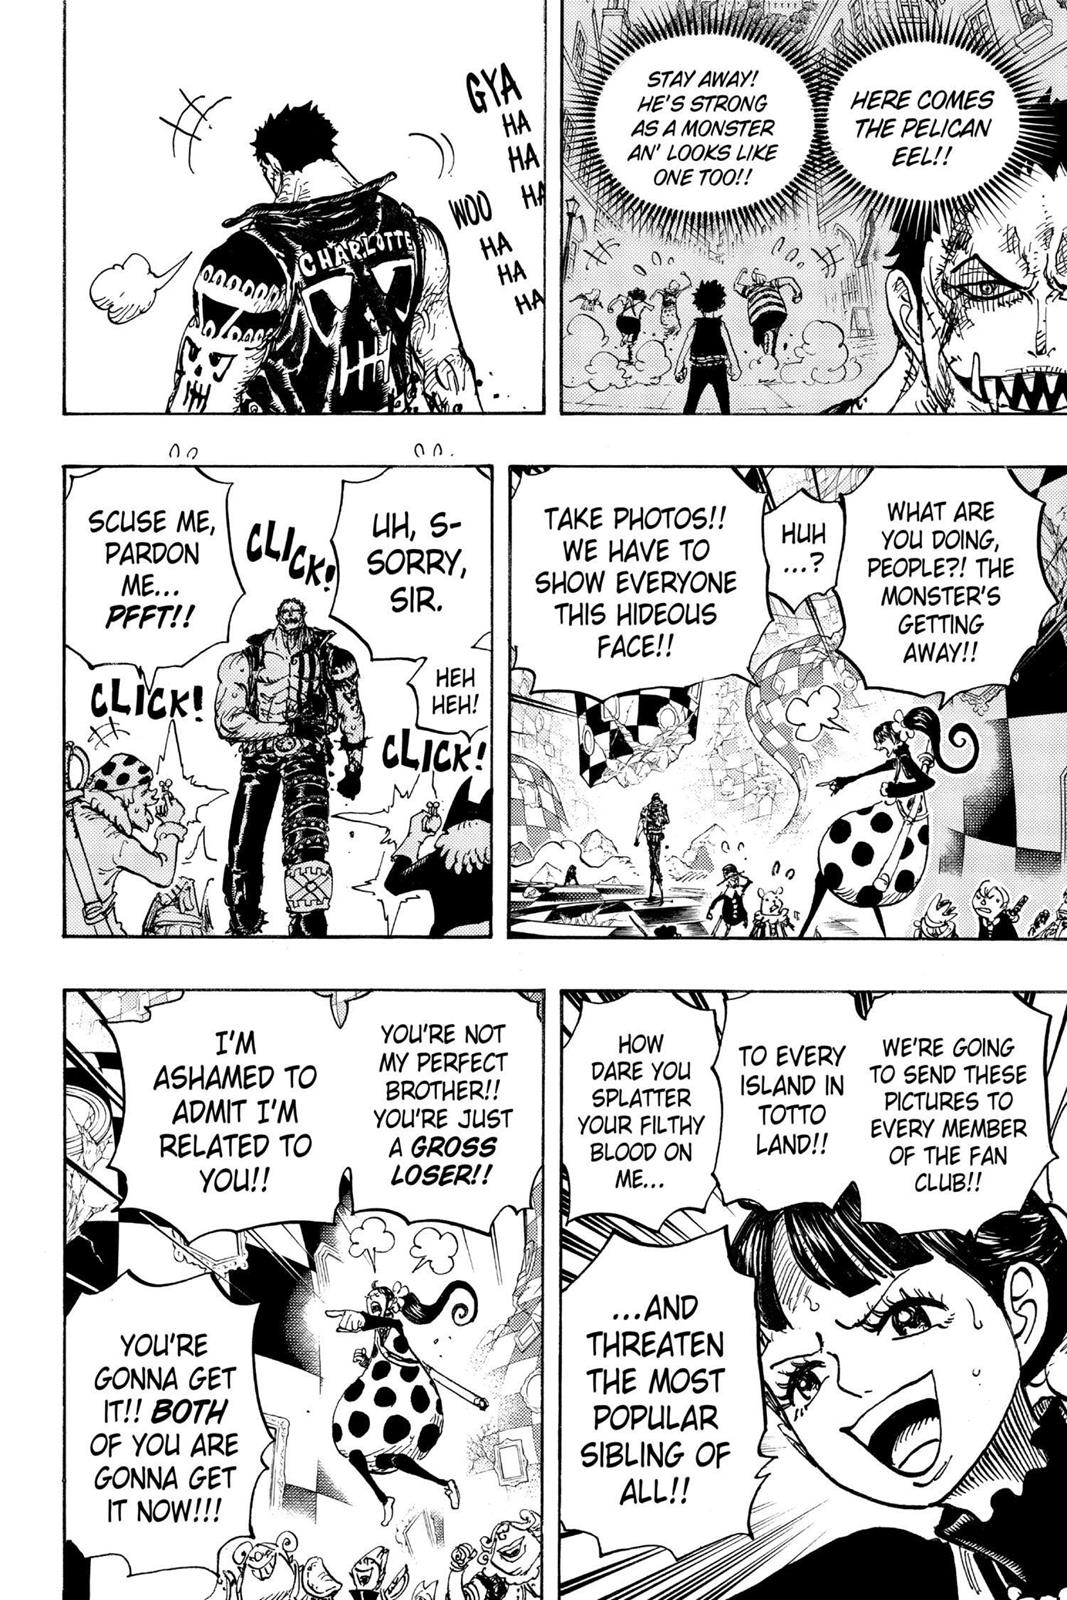 HERE COMES
THE PELICAN
EEL!!
STAY AWAY!
HE'S STRONG
AS A MONSTER
AN' LOOKS LIKE
ONE TOO!!
GYA
HA
HA
HA
WOO
HA
HA
HA
CHARLOTTE
WHAT ARE
YOU DOING,
PEOPLE?! THE
MONSTER'S
GETTING
AWAY!!
HUH
...?
TAKE PHOTOS!!
WE HAVE TO
SHOW EVERYONE
THIS HIDEOUS
FACE!!
UH, S-
SORRY,
SIR.
HEH
HEH!
CLICK!
CLICK!
SCUSE ME,
PARDON
ME...
PFFT!!
CLICK!
WE'RE GOING
TO SEND THESE
PICTURES TO
EVERY MEMBER
OF THE FAN
CLUB!!
TO EVERY
ISLAND IN
TOTTO
LAND!!
HOW
DARE YOU
SPLATTER
YOUR FILTHY
BLOOD ON
ME...
...AND
THREATEN
THE MOST
POPULAR
SIBLING OF
ALL!!
YOU'RE NOT
MY PERFECT
BROTHER!!
YOU'RE JUST
A GROSS
LOSER!!
I'M
ASHAMED TO
ADMIT I'M
RELATED TO
YOU!!
YOU'RE
GONNA GET
IT!! BOTH
OF YOU ARE
GONNA GET
IT NOW!!!